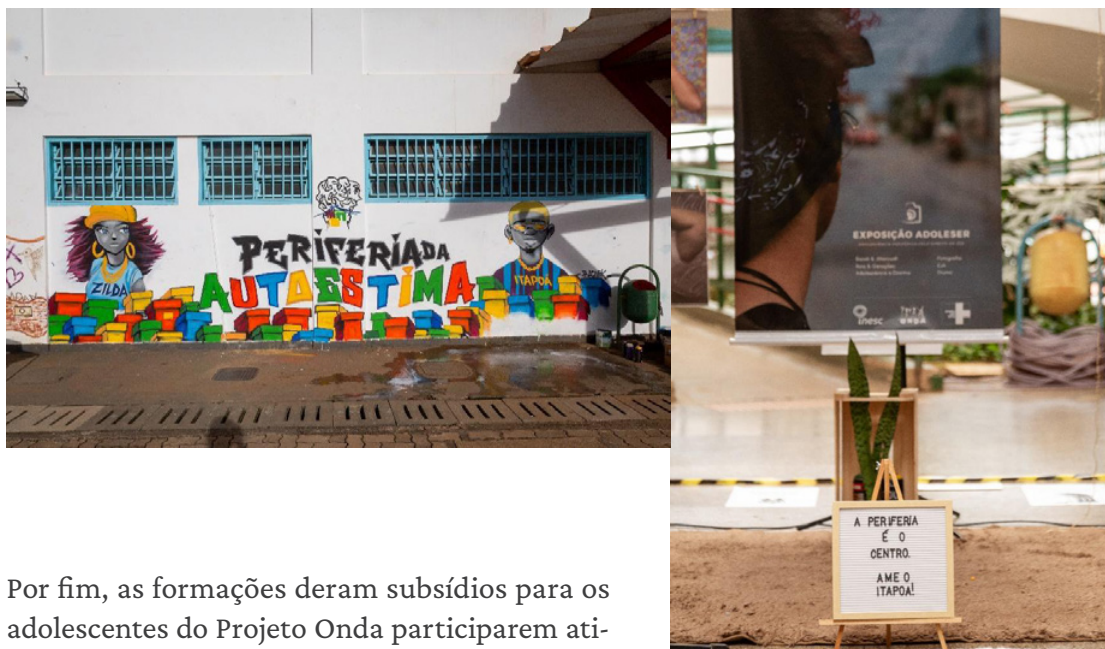 PERIFERIA DA
AUTOESTIMA
ZILDA
ITAPOÃ
EXPOSIÇÃO ADOLESER
inesc
A PERIFERIA
É O
CENTRO.
AME O
ITAPOÃ!
Por fim, as formações deram subsídios para os
adolescentes do Projeto Onda participarem ati-